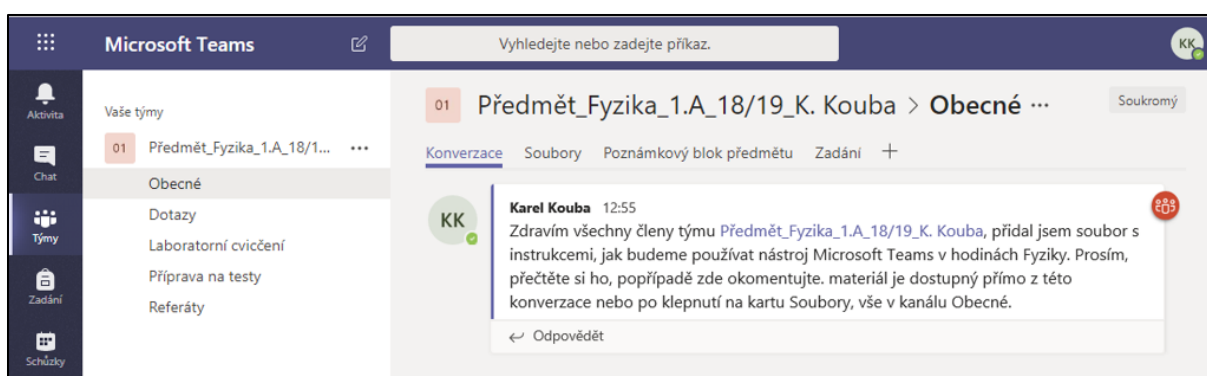 Microsoft Teams
Vyhledejte nebo zadejte příkaz.
KK
Aktivita
Chat
Týmy
Zadání
Schůzky
Vaše týmy
01 Předmět_Fyzika_1.A_18/1... •••
Obecné
Dotazy
Laboratorní cvičcení
Příprava na testy
Referáty
01 Předmět_Fyzika_1.A_18/19_K. Kouba > Obecné •••
Soukromý
Konverzace Soubory Poznámkový blok předmětu Zadání +
KK
Karel Kouba 12:55
Zdravím všechny členy týmu Předmět_Fyzika_1.A_18/19_K. Kouba, přidal jsem soubor s
instrukcemi, jak budeme používat nástroj Microsoft Teams v hodinách Fyziky. Prosím,
přečtěte si ho, popřípadě zde okomentujte. materiál je dostupný přímo z této
konverzace nebo po klepnutí na kartu Soubory, vše v kanálu Obecné.
Odpovědět